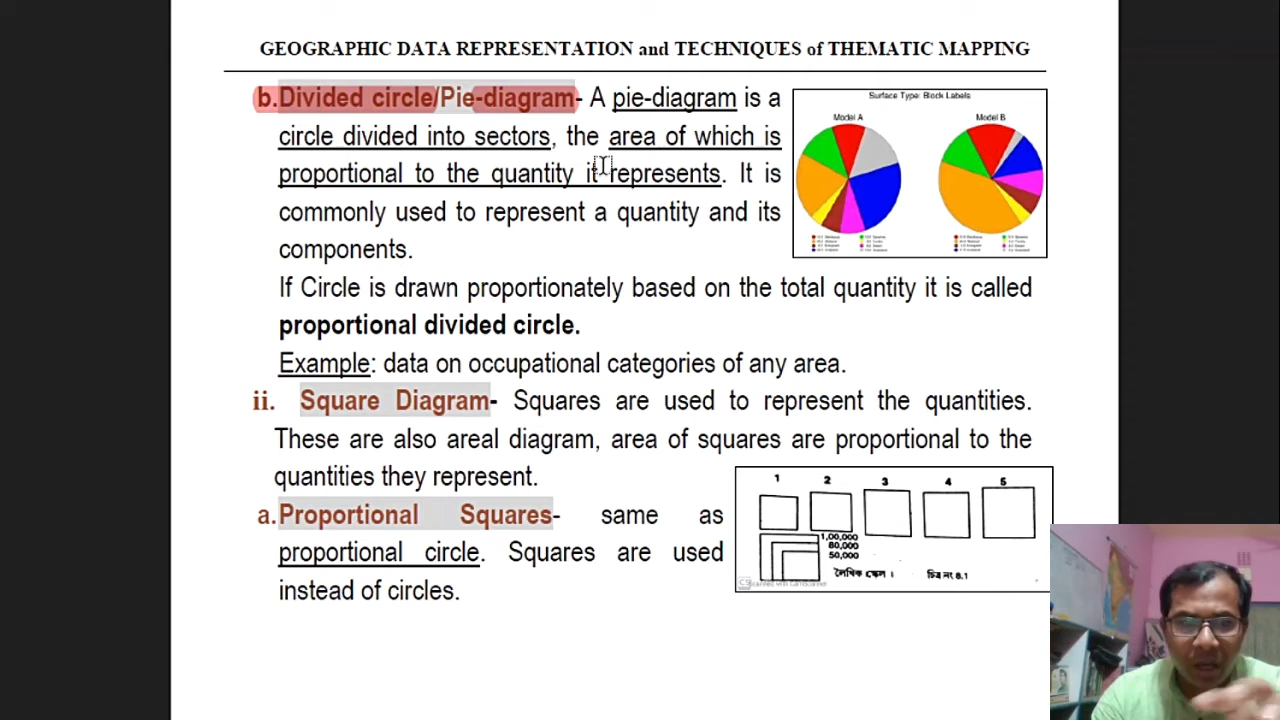 GEOGRAPHIC DATA REPRESENTATION and TECHNIQUES of THEMATIC MAPPING
b.Divided circle/Pie-diagram- A pie-diagram is a
circle divided into sectors, the area of which is
proportional to the quantity it represents. It is
commonly used to represent a quantity and its
components.
Surface Type: Block Labels
Model A Model B
If Circle is drawn proportionately based on the total quantity it is called
proportional divided circle.
Example: data on occupational categories of any area.
ii. Square Diagram- Squares are used to represent the quantities.
These are also areal diagram, area of squares are proportional to the
quantities they represent.
a.Proportional Squares- same as
proportional circle. Squares are used
instead of circles.
1 2 3 4 5
1,00,000
80,000
50,000
রৈখিক স্কেল । চিত্র নং 8.1
CS Scanned with CamScanner